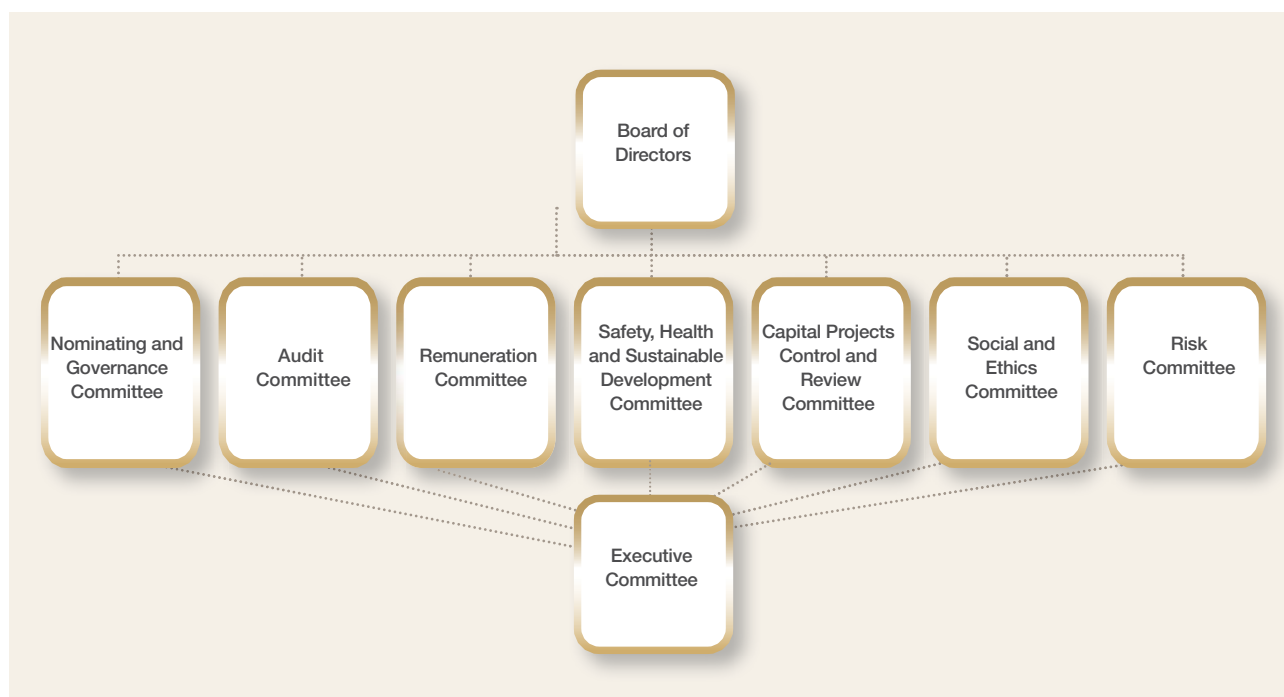 Board of
Directors
Nominating and
Governance
Committee
Audit
Committee
Remuneration
Committee
Safety, Health
and Sustainable
Development
Committee
Capital Projects
Control and
Review
Committee
Social and
Ethics
Committee
Risk
Committee
Executive
Committee